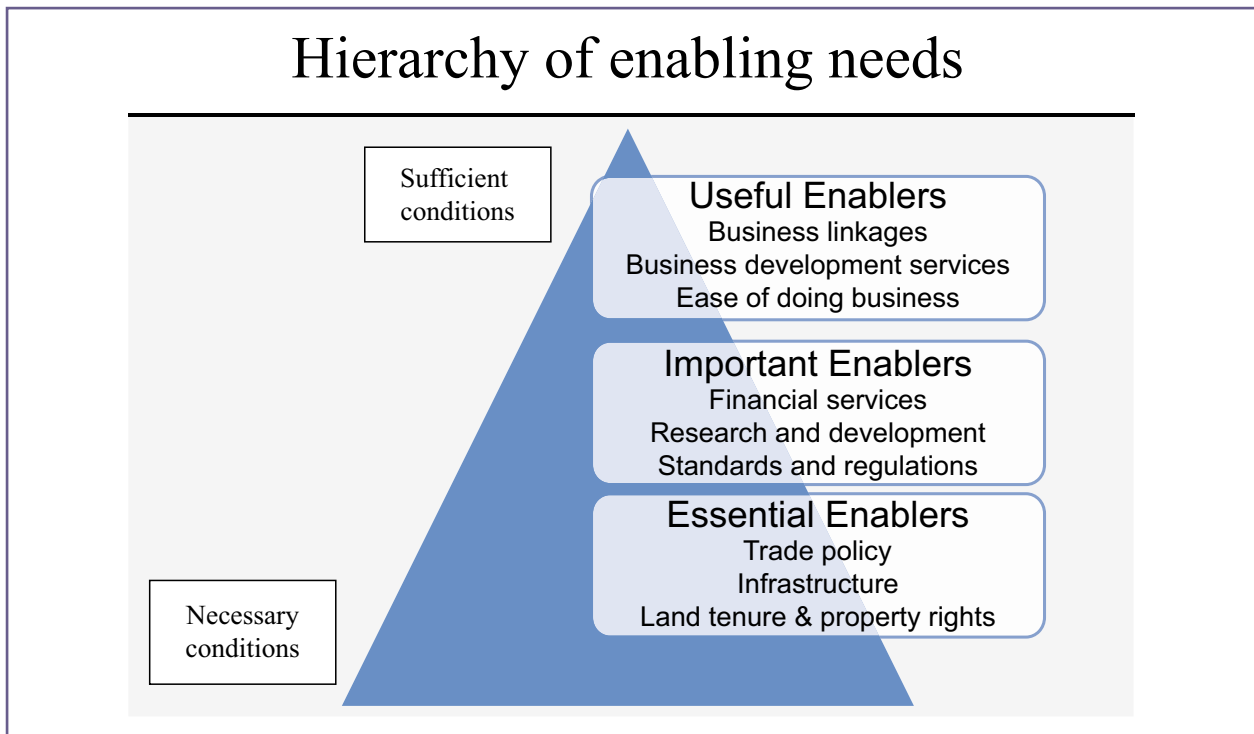 Hierarchy of enabling needs
Sufficient
conditions
Useful Enablers
Business linkages
Business development services
Ease of doing business
Important Enablers
Financial services
Research and development
Standards and regulations
Essential Enablers
Trade policy
Infrastructure
Land tenure & property rights
Necessary
conditions